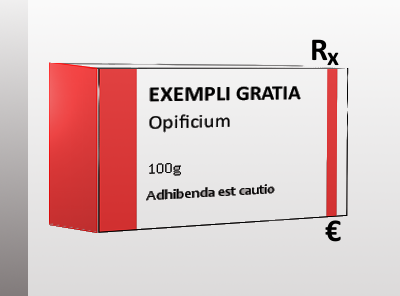 Rx
EXEMPLI GRATIA
Opificium
100g
Adhibenda est cautio
€